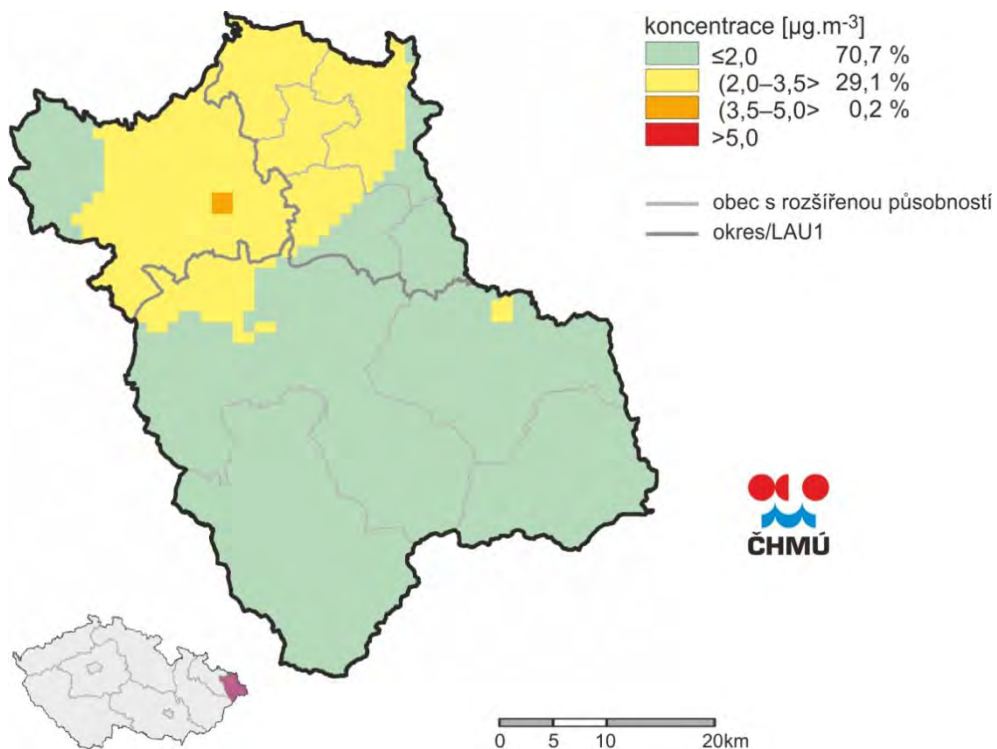 koncentrace [µg.m-3]
≤2,0 70,7 %
(2,0–3,5> 29,1 %
(3,5–5,0> 0,2 %
>5,0
obec s rozšířenou působností
okres/LAU1
ČHMÚ
0 5 10 20km